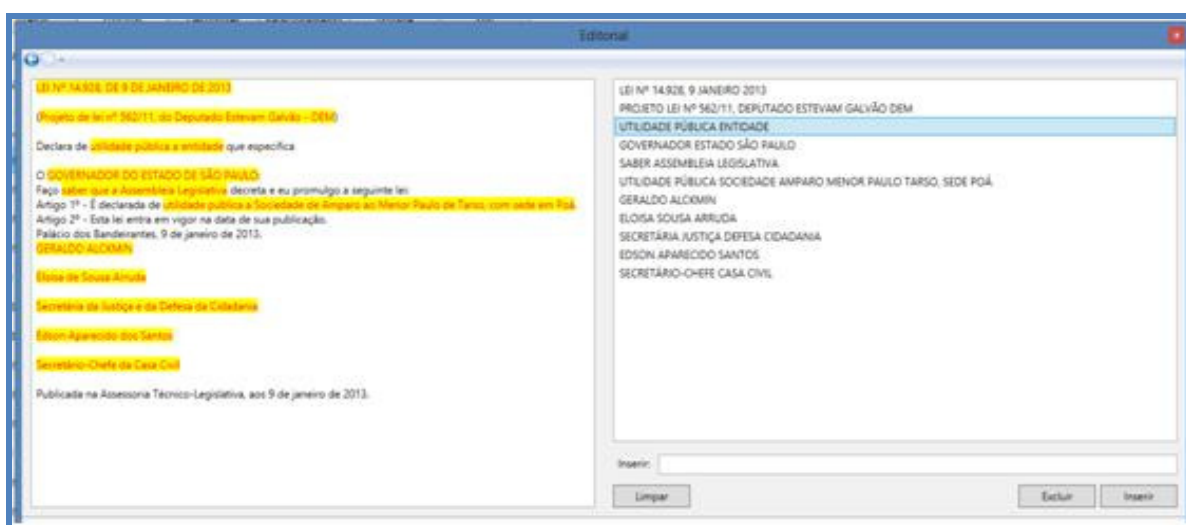 Editorial
LEI Nº 14.928, DE 9 DE JANEIRO DE 2013
(Projeto de lei nº 562/11, do Deputado Estevam Galvão - DEM)
Declara de utilidade pública a entidade que especifica
O GOVERNADOR DO ESTADO DE SÃO PAULO:
Faço saber que a Assembleia Legislativa decreta e eu promulgo a seguinte lei:
Artigo 1º - É declarada de utilidade pública a Sociedade de Amparo ao Menor Paulo de Tarso, com sede em Poá.
Artigo 2º - Esta lei entra em vigor na data de sua publicação.
Palácio dos Bandeirantes, 9 de janeiro de 2013.
GERALDO ALCKMIN
Eloisa de Sousa Arruda
Secretária da Justiça e da Defesa da Cidadania
Edson Aparecido dos Santos
Secretário-Chefe da Casa Civil
Publicada na Assessoria Técnico-Legislativa, aos 9 de janeiro de 2013.
LEI Nº 14.928, 9 JANEIRO 2013
PROJETO LEI Nº 562/11, DEPUTADO ESTEVAM GALVÃO DEM
UTILIDADE PÚBLICA ENTIDADE
GOVERNADOR ESTADO SÃO PAULO
SABER ASSEMBLEIA LEGISLATIVA
UTILIDADE PÚBLICA SOCIEDADE AMPARO MENOR PAULO TARSO, SEDE POÁ
GERALDO ALCKMIN
ELOISA SOUSA ARRUDA
SECRETÁRIA JUSTIÇA DEFESA CIDADANIA
EDSON APARECIDO SANTOS
SECRETÁRIO-CHEFE CASA CIVIL
Inserir:
Limpar
Excluir
Inserir